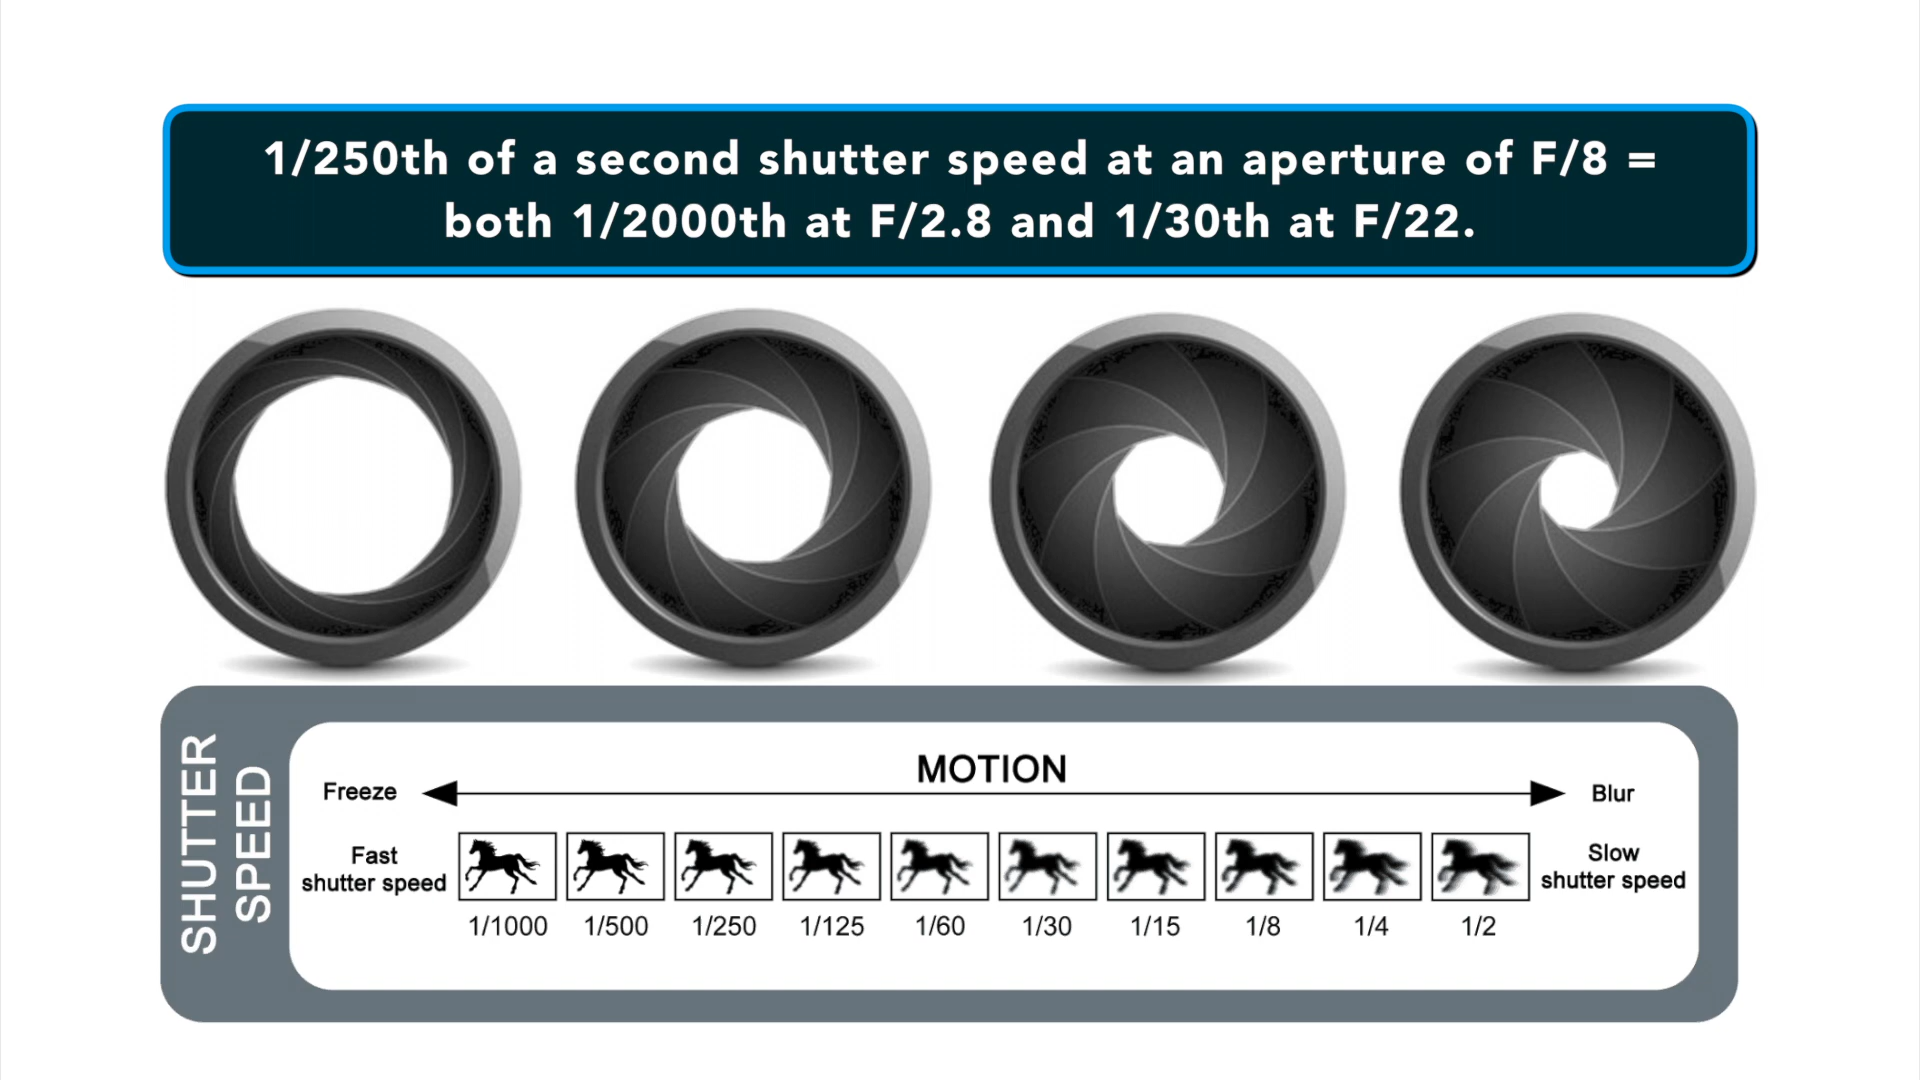 1/250th of a second shutter speed at an aperture of F/8 =
both 1/2000th at F/2.8 and 1/30th at F/22.
SHUTTER
SPEED
MOTION
Freeze
Blur
Fast
shutter speed
Slow
shutter speed
1/1000 1/500 1/250 1/125 1/60 1/30 1/15 1/8 1/4 1/2